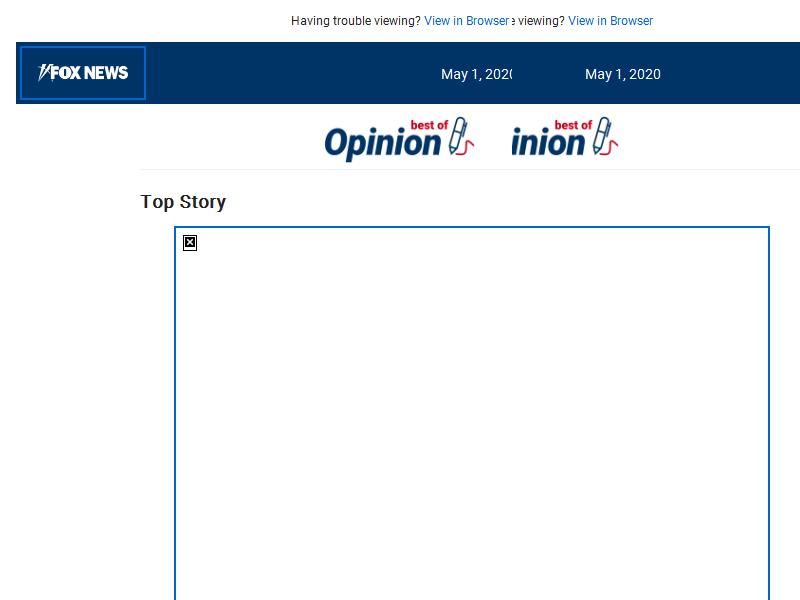 Having trouble viewing? View in Browser viewing? View in Browser
FOX NEWS
May 1, 2020 May 1, 2020
best of best of
Opinion inion
Top Story